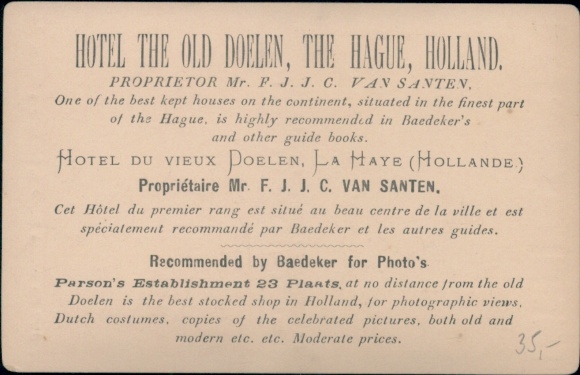 HOTEL THE OLD DOELEN, THE HAGUE, HOLLAND.
PROPRIETOR Mr. F. J. J. C. VAN SANTEN.
One of the best kept houses on the continent, situated in the finest part
of the Hague. is highly recommended in Baedeker's
and other guide books.
HOTEL DU VIEUX DOELEN, LA HAYE (HOLLANDE)
Propriétaire Mr. F. J. J. C. VAN SANTEN.
Cet Hôtel du premier rang est situé au beau centre de la ville et est
spécialement recommandé par Baedeker et les autres guides.
Recommended by Baedeker for Photo's
Parson's Establishment 23 Plaats. at no distance from the old
Doelen is the best stocked shop in Holland, for photographic views,
Dutch costumes. copies of the celebrated pictures, both old and
modern etc. etc. Moderate prices.
35,-